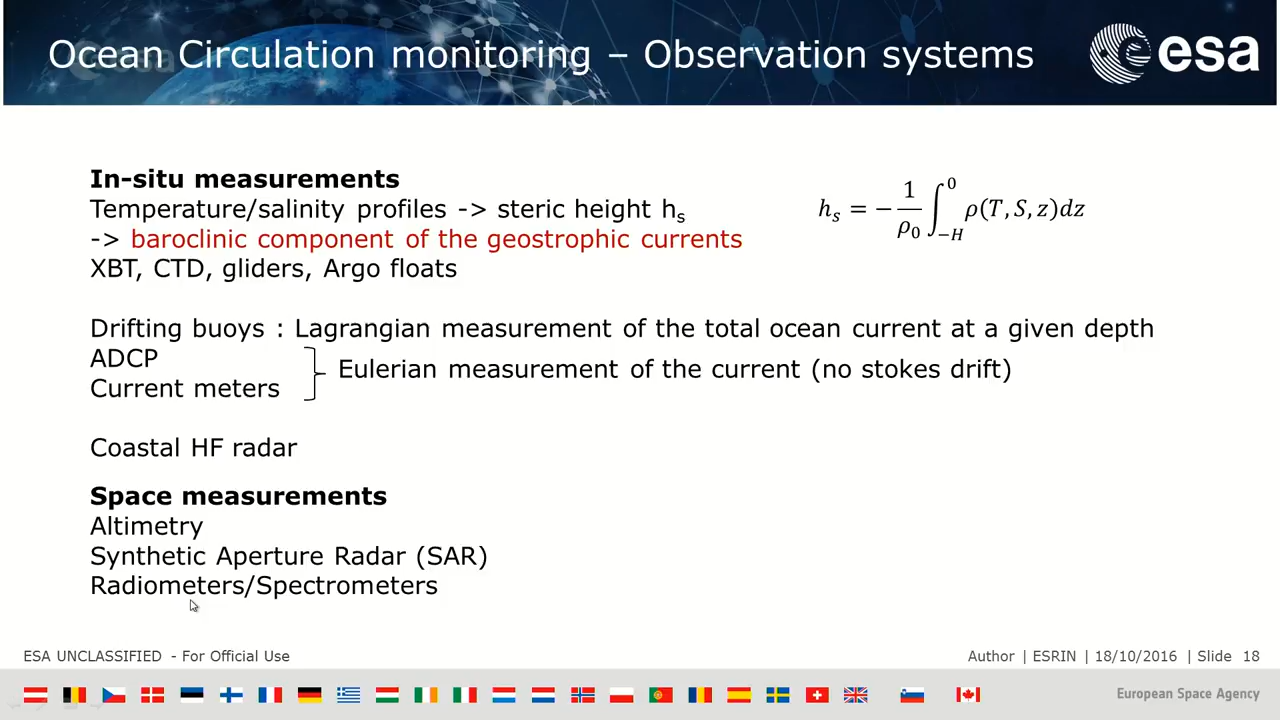 Ocean Circulation monitoring – Observation systems
esa
In-situ measurements
Temperature/salinity profiles -> steric height hₛ
-> baroclinic component of the geostrophic currents
XBT, CTD, gliders, Argo floats
hₛ = − 1/ρ₀ ∫₋H⁰ ρ(T, S, z)dz
Drifting buoys : Lagrangian measurement of the total ocean current at a given depth
ADCP
Current meters
Eulerian measurement of the current (no stokes drift)
Coastal HF radar
Space measurements
Altimetry
Synthetic Aperture Radar (SAR)
Radiometers/Spectrometers
ESA UNCLASSIFIED - For Official Use
Author | ESRIN | 18/10/2016 | Slide 18
European Space Agency